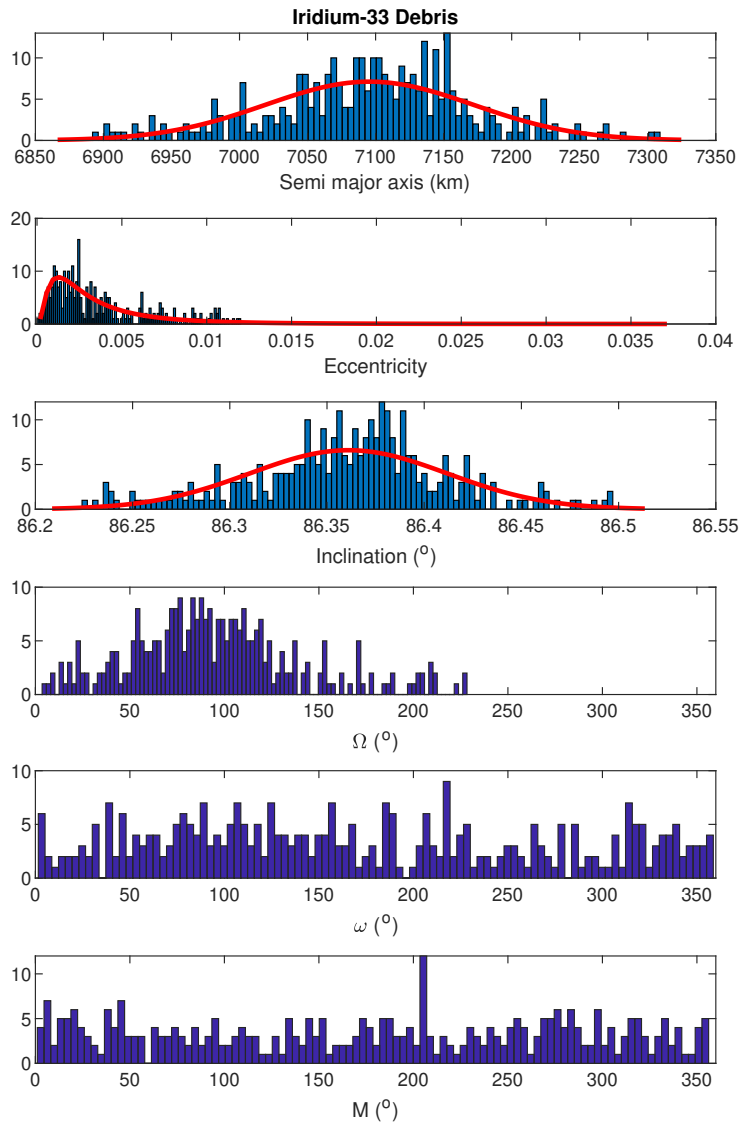 Iridium-33 Debris
10
5
0
6850 6900 6950 7000 7050 7100 7150 7200 7250 7300 7350
Semi major axis (km)
20
10
0
0 0.005 0.01 0.015 0.02 0.025 0.03 0.035 0.04
Eccentricity
10
5
0
86.2 86.25 86.3 86.35 86.4 86.45 86.5 86.55
Inclination (º)
10
5
0
0 50 100 150 200 250 300 350
Ω (º)
10
5
0
0 50 100 150 200 250 300 350
ω (º)
10
5
0
0 50 100 150 200 250 300 350
M (º)